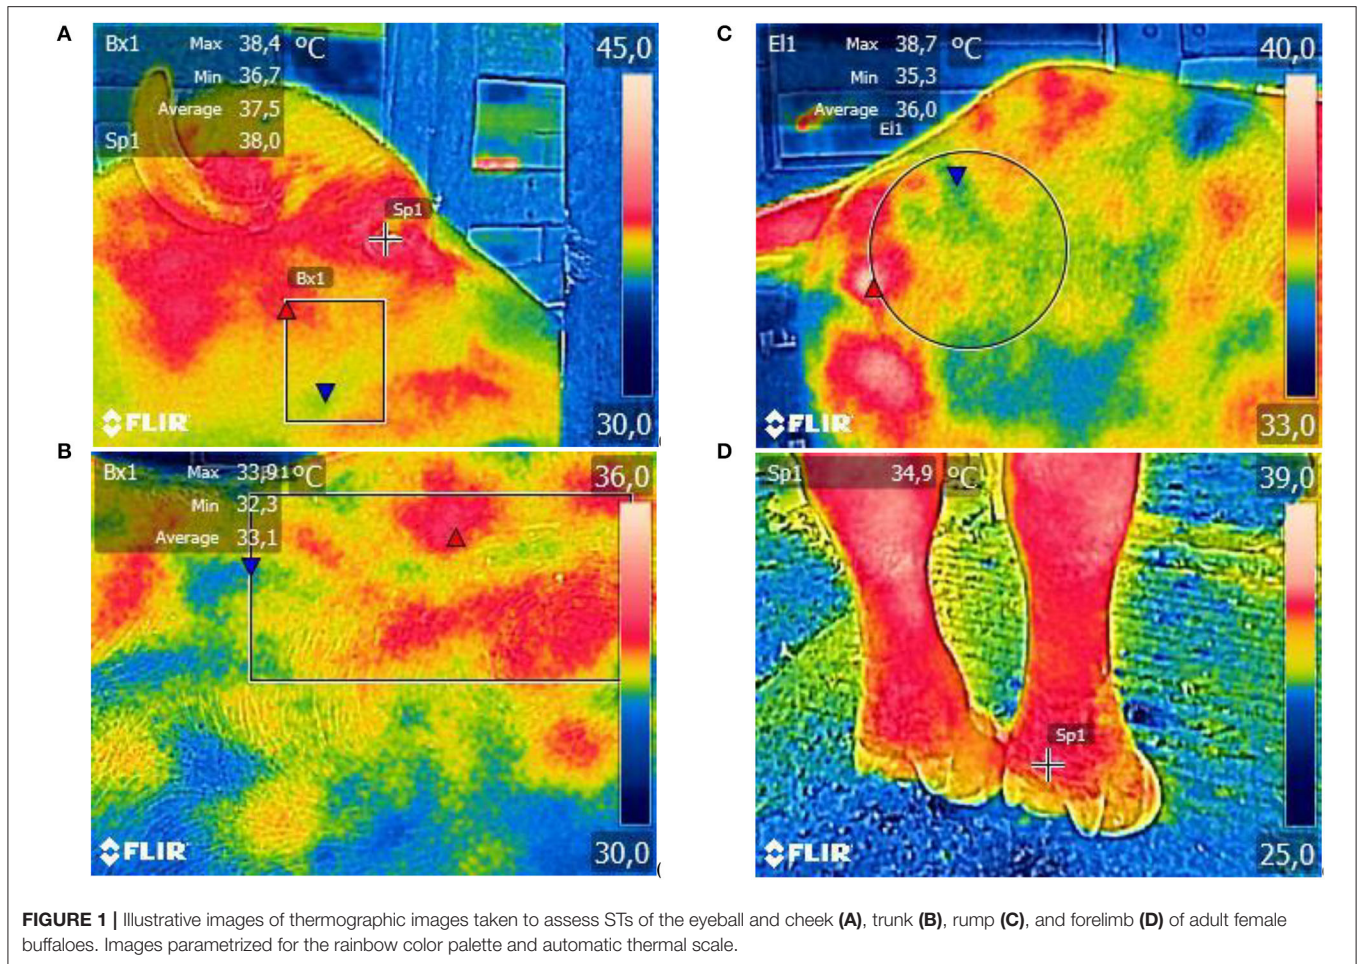 A
Bx1 Max 38,4 °C 45,0
Min 36,7
Average 37,5
Sp1 38,0
Sp1
Bx1
FLIR 30,0
C
El1 Max 38,7 °C 40,0
Min 35,3
Average 36,0
El1
FLIR 33,0
B
Bx1 Max 33,9 °C 36,0
Min 32,3
Average 33,1
FLIR 30,0
D
Sp1 34,9 °C 39,0
Sp1
FLIR 25,0
FIGURE 1 | Illustrative images of thermographic images taken to assess STs of the eyeball and cheek (A), trunk (B), rump (C), and forelimb (D) of adult female
buffaloes. Images parametrized for the rainbow color palette and automatic thermal scale.